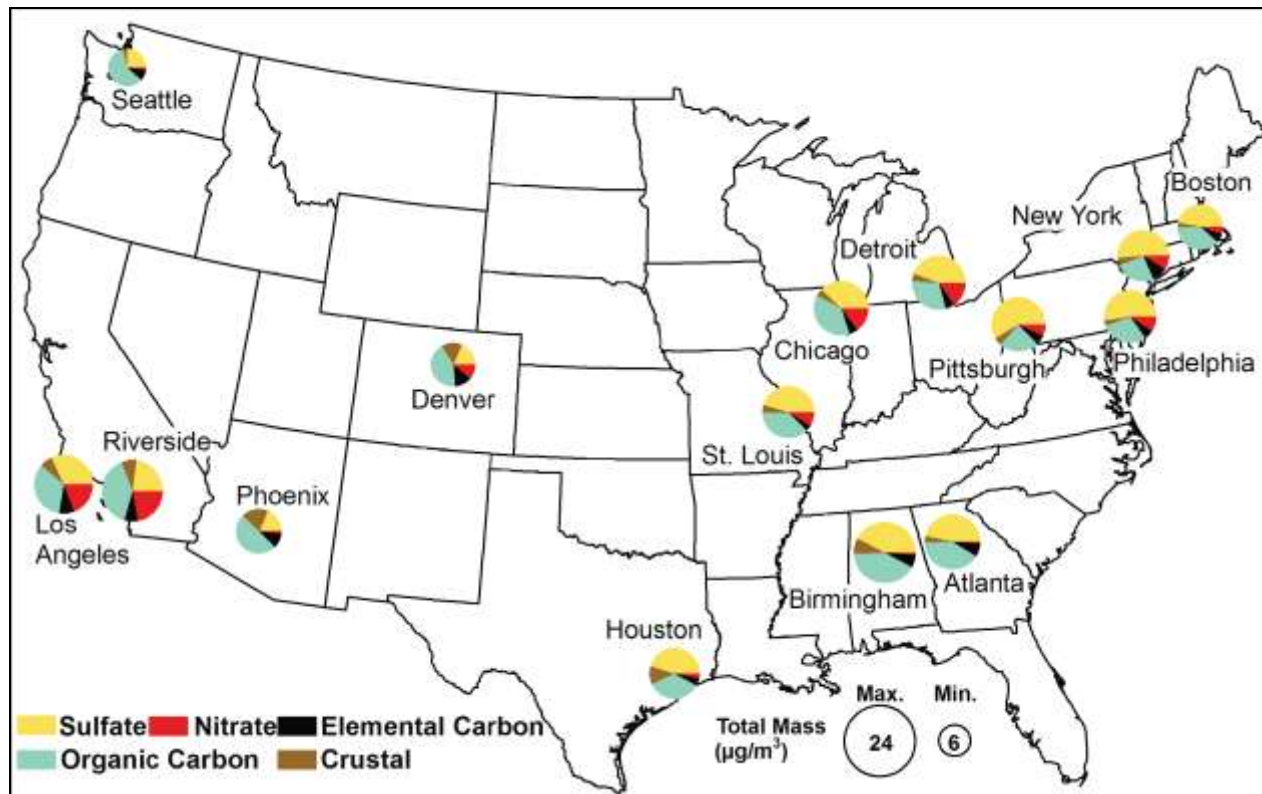 Seattle
Boston
New York
Detroit
Chicago
Pittsburgh
Philadelphia
Denver
St. Louis
Riverside
Phoenix
Los
Angeles
Birmingham
Atlanta
Houston
Max.
Min.
Sulfate
Nitrate
Elemental Carbon
Organic Carbon
Crustal
Total Mass
(µg/m³)
24
6